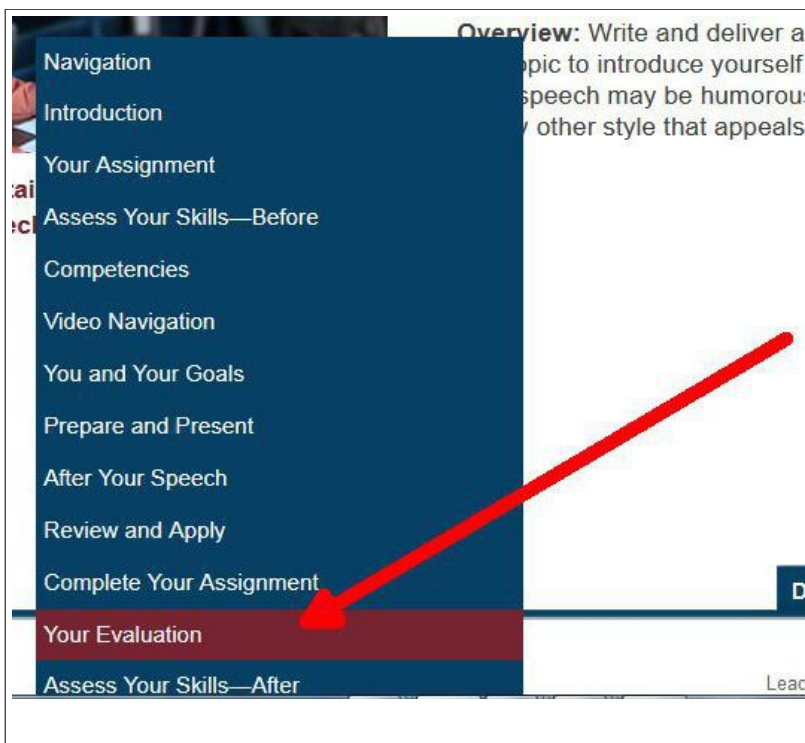 Overview: Write and deliver a
pic to introduce yourself
speech may be humorous
other style that appeals
Navigation
Introduction
Your Assignment
Assess Your Skills—Before
Competencies
Video Navigation
You and Your Goals
Prepare and Present
After Your Speech
Review and Apply
Complete Your Assignment
Your Evaluation
Assess Your Skills—After